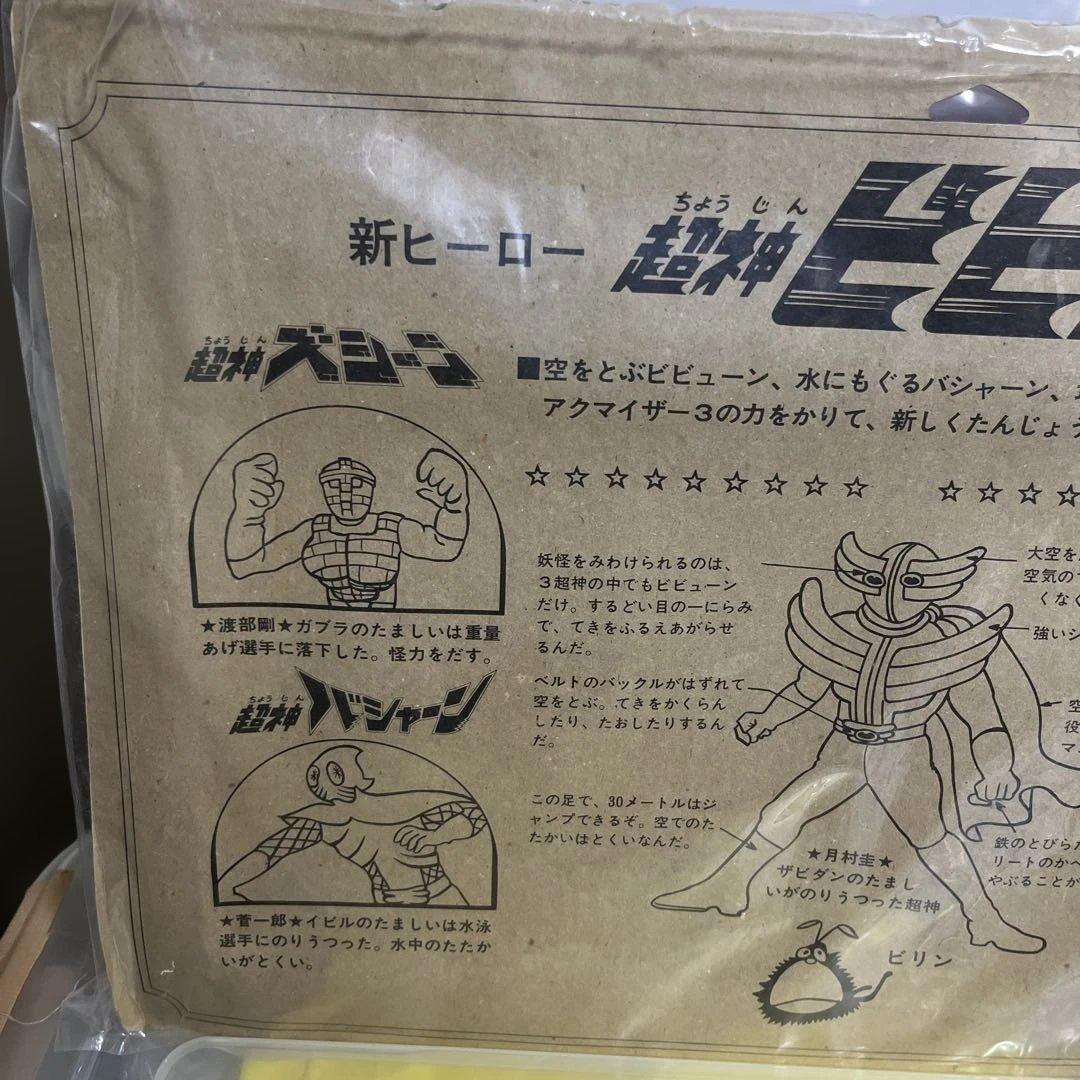 新ヒーロー
ちょうじん
超神ビビ
ちょうじん
超神ズシーン
■空をとぶビビューン、水にもぐるバシャーン、
アクマイザー3の力をかりて、新しくたんじょう
☆☆☆☆☆☆☆☆☆ ☆☆☆☆
★渡部剛★ガブラのたましいは重量
あげ選手に落下した。怪力をだす。
ちょうじん
超神バシャーン
★菅一郎★イビルのたましいは水泳
選手にのりうつった。水中のたたか
いがとくい。
妖怪をみわけられるのは、
3超神の中でもビビューン
だけ。するどい目の一にらみ
で、てきをふるえあがらせ
るんだ。
ベルトのバックルがはずれて
空をとぶ。てきをかくらん
したり、たおしたりするん
だ。
この足で、30メートルはジ
ャンプできるぞ。空でのた
たかいはとくいなんだ。
大空を
空気の
くなく
強いシ
空
役
マ
鉄のとびらだ
リートのかべ
やぶることが
★月村圭★
ザビダンのたまし
いがのりうつった超神
ビリン